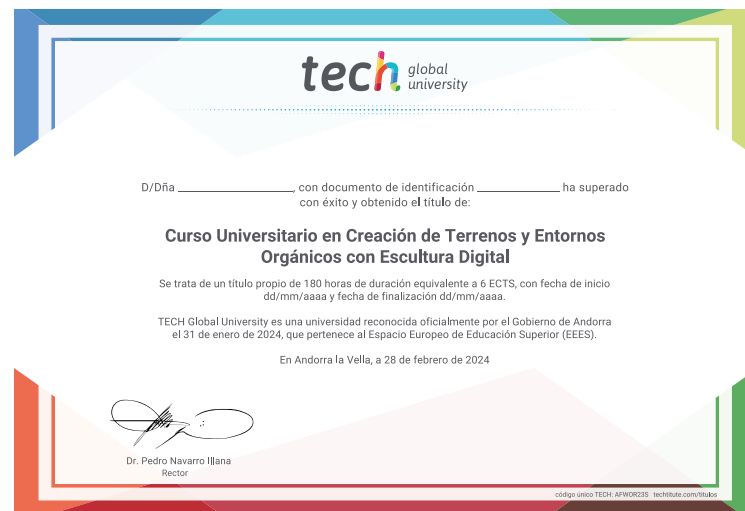 tech global university
D/Dña ____________________, con documento de identificación ______________ ha superado
con éxito y obtenido el título de:
Curso Universitario en Creación de Terrenos y Entornos
Orgánicos con Escultura Digital
Se trata de un título propio de 180 horas de duración equivalente a 6 ECTS, con fecha de inicio
dd/mm/aaaa y fecha de finalización dd/mm/aaaa.
TECH Global University es una universidad reconocida oficialmente por el Gobierno de Andorra
el 31 de enero de 2024, que pertenece al Espacio Europeo de Educación Superior (EEES).
En Andorra la Vella, a 28 de febrero de 2024
Dr. Pedro Navarro Illana
Rector
código único TECH: AFWOR23S techtitute.com/titulos